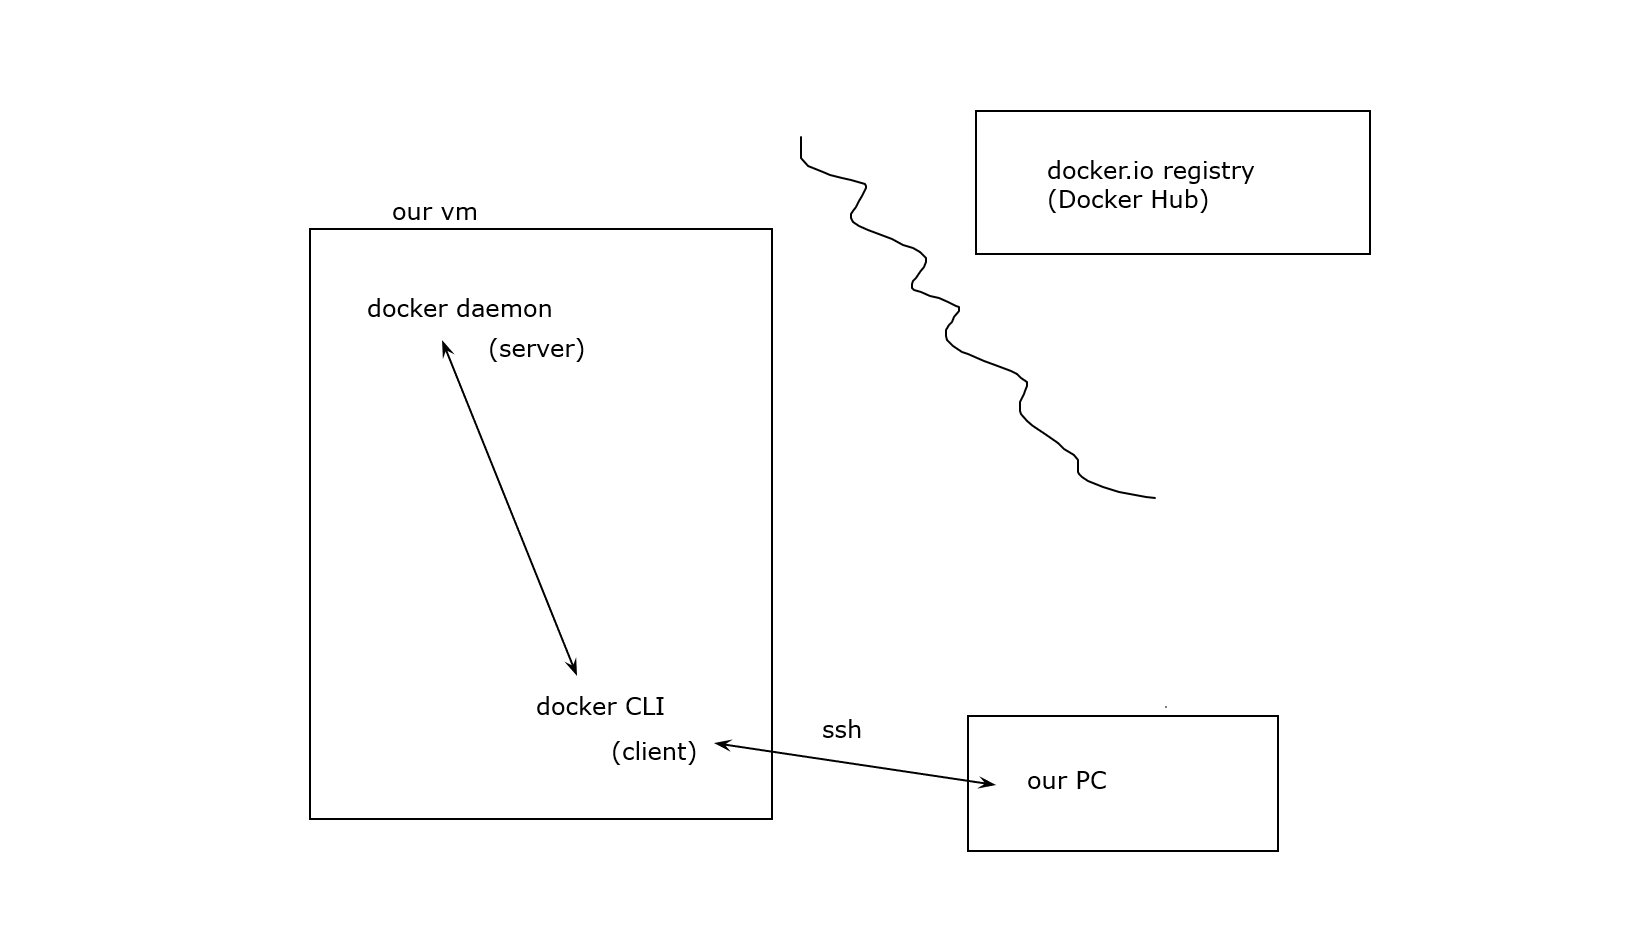 docker.io registry
(Docker Hub)
our vm
docker daemon
(server)
docker CLI
(client)
ssh
our PC